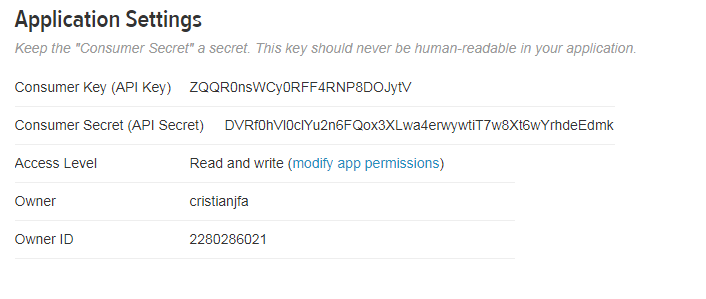 Application Settings
Keep the "Consumer Secret" a secret. This key should never be human-readable in your application.
Consumer Key (API Key) ZQQR0nsWCy0RFF4RNP8DOJytV
Consumer Secret (API Secret)
Access Level Read and write (modify app permissions)
Owner cristianjfa
Owner ID 2280286021